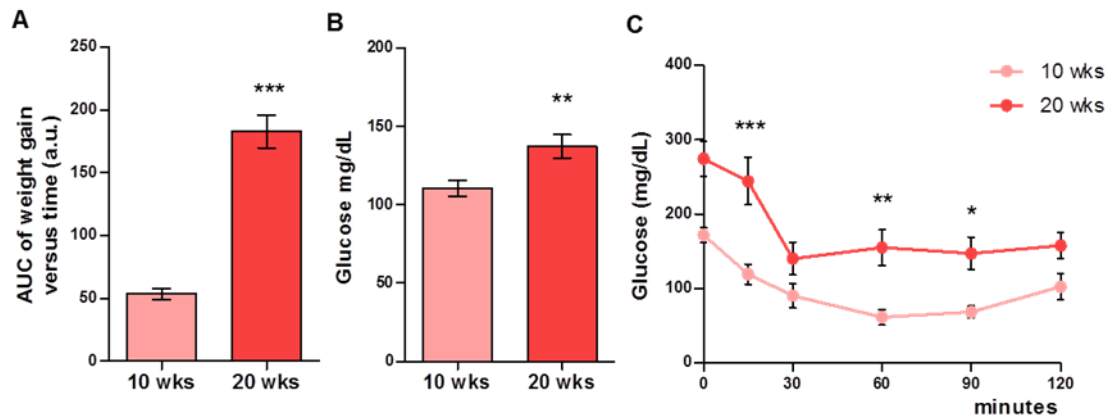 A
AUC of weight gain
versus time (a.u.)
250
200
150
100
50
0
***
10 wks
20 wks
B
Glucose mg/dL
200
150
100
50
0
**
10 wks
20 wks
C
Glucose (mg/dL)
400
300
200
100
0
10 wks
20 wks
***
**
*
0
30
60
90
120
minutes